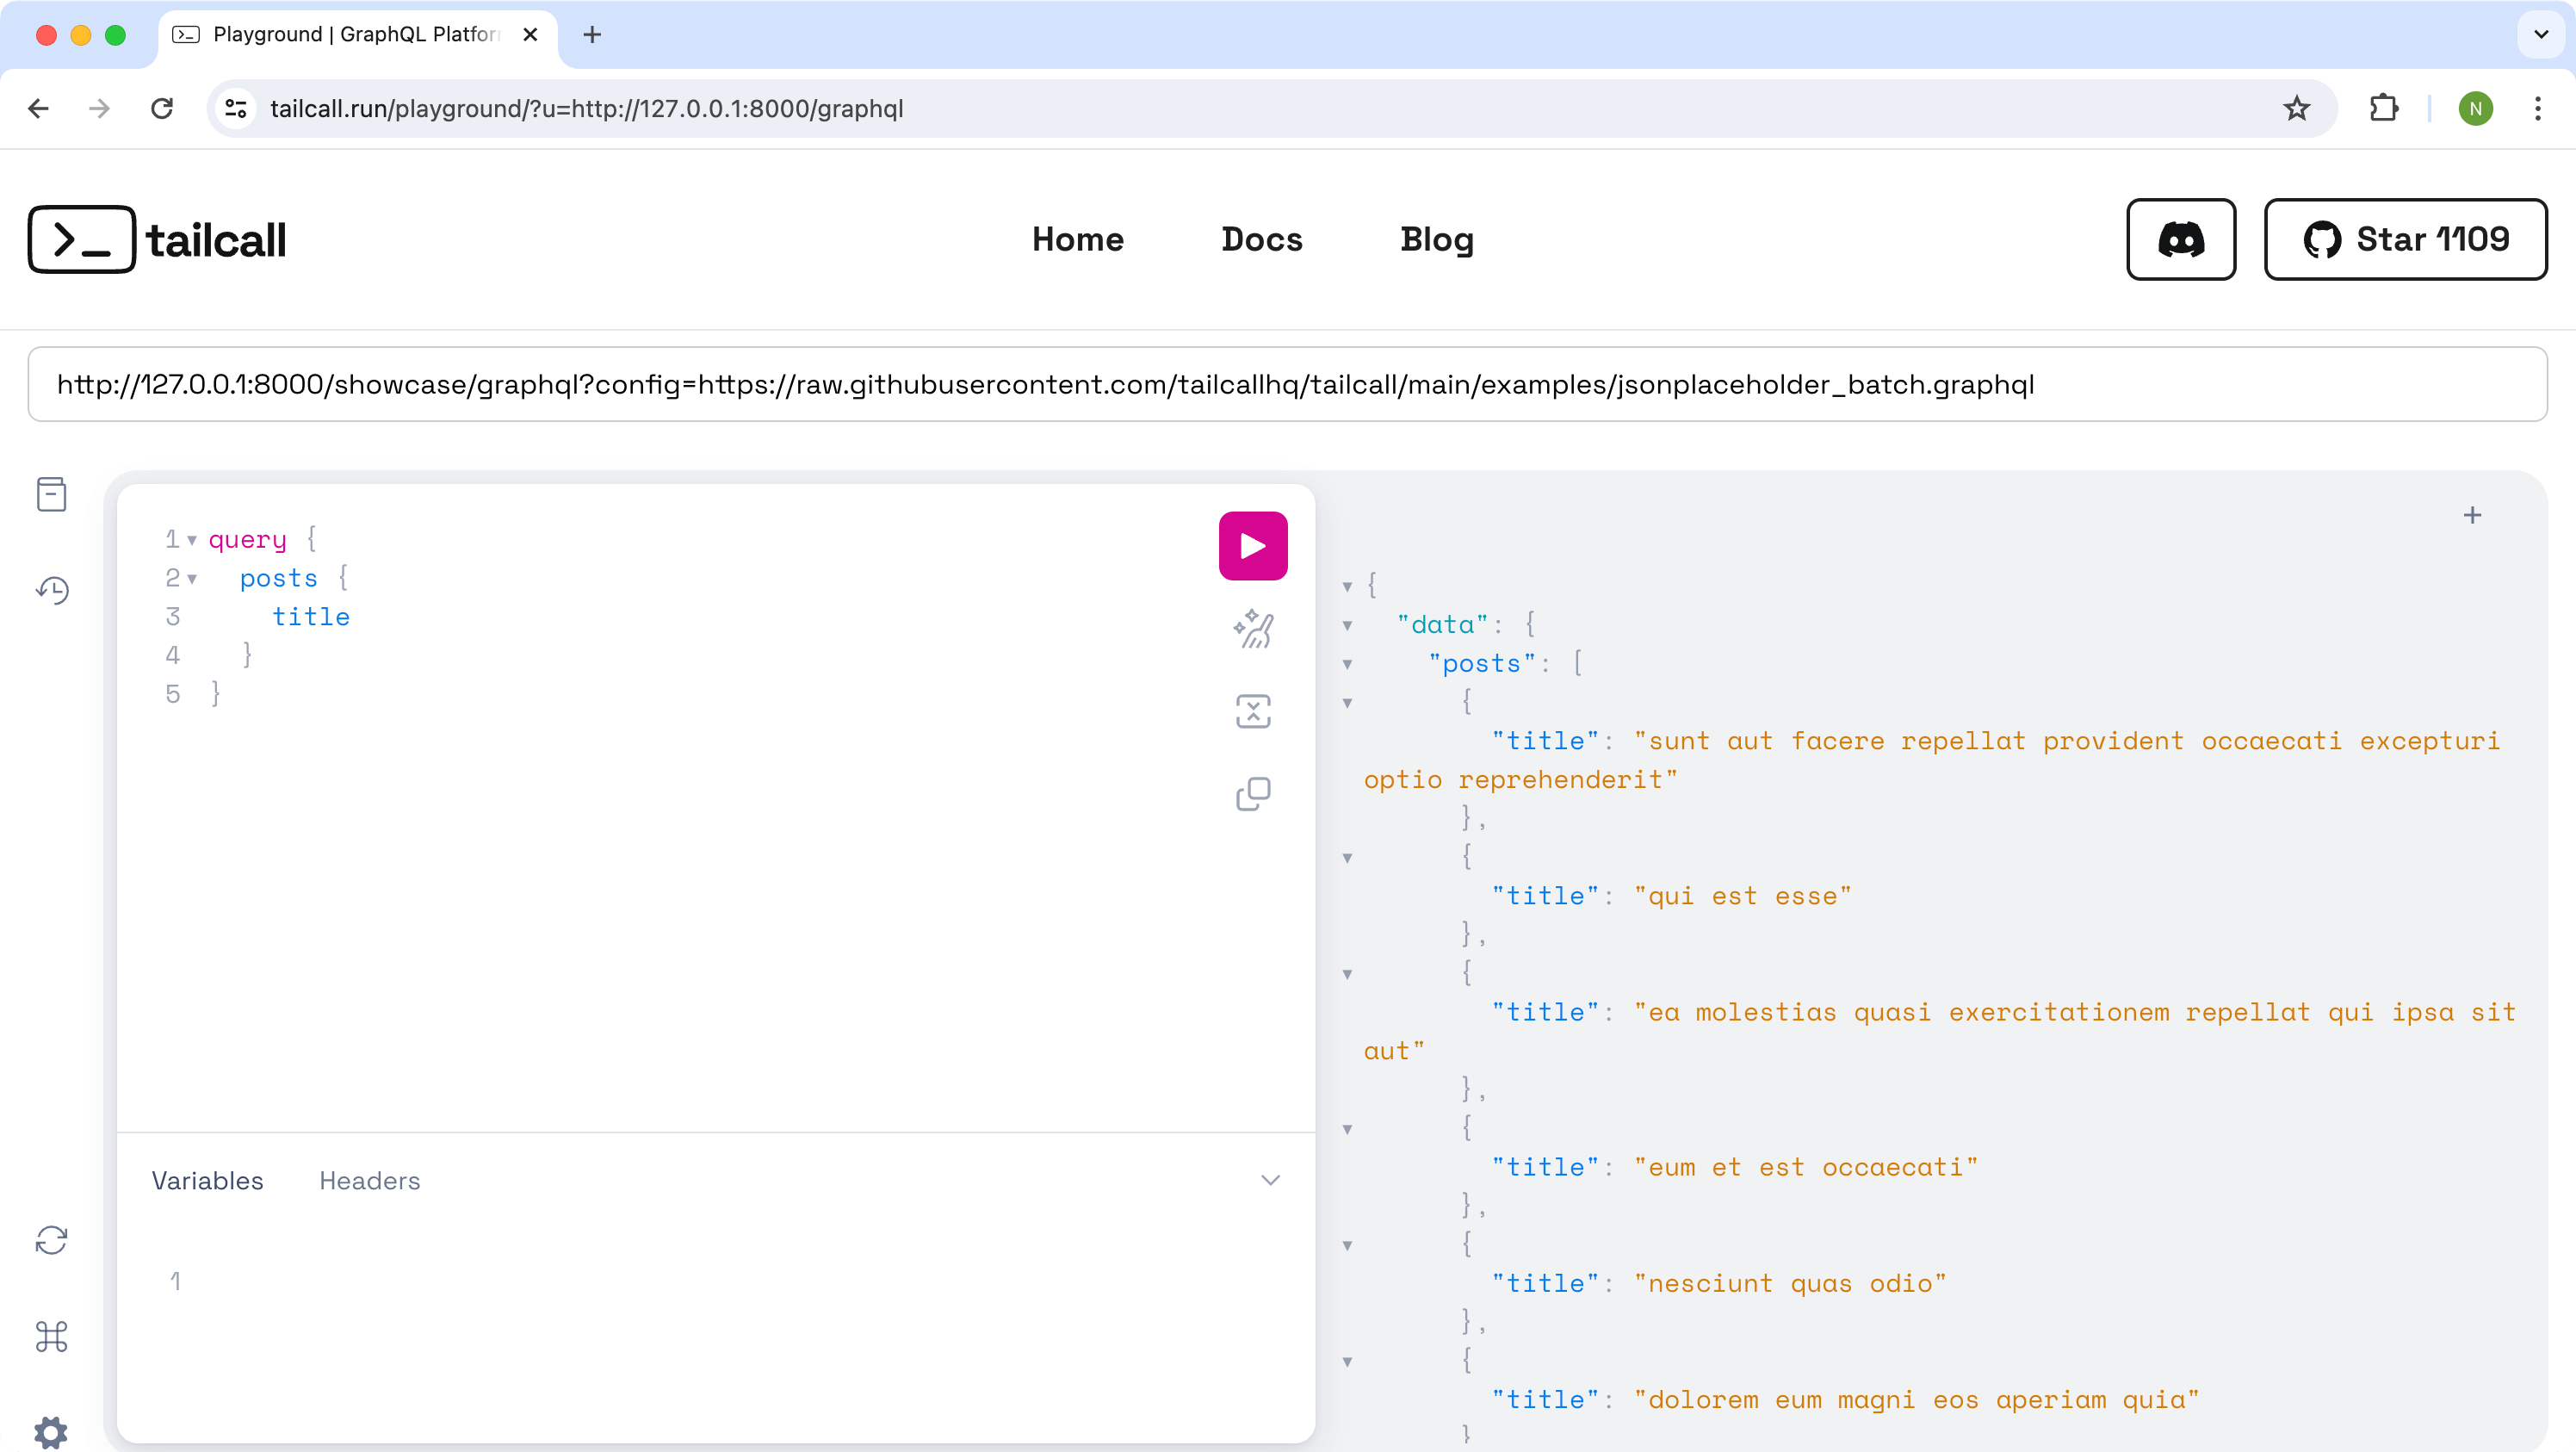 Playground | GraphQL Platfor
tailcall.run/playground/?u=http://127.0.0.1:8000/graphql
N
tailcall
Home
Docs
Blog
Star 1109
http://127.0.0.1:8000/showcase/graphql?config=https://raw.githubusercontent.com/tailcallhq/tailcall/main/examples/jsonplaceholder_batch.graphql
1 query {
2 posts {
3 title
4 }
5 }
Variables
Headers
1
{
"data": {
"posts": [
{
"title": "sunt aut facere repellat provident occaecati excepturi
optio reprehenderit"
},
{
"title": "qui est esse"
},
{
"title": "ea molestias quasi exercitationem repellat qui ipsa sit
aut"
},
{
"title": "eum et est occaecati"
},
{
"title": "nesciunt quas odio"
},
{
"title": "dolorem eum magni eos aperiam quia"
}